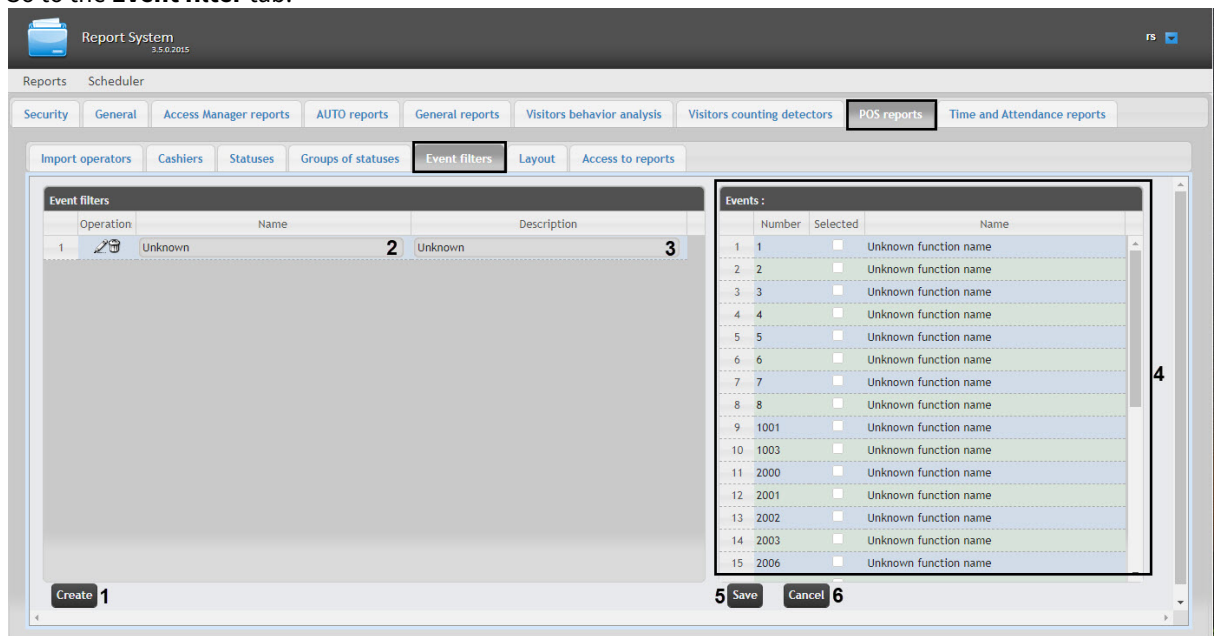 Go to the Event filter tab.
Report System
3.5.0.2015
rs
Reports Scheduler
Security General Access Manager reports AUTO reports General reports Visitors behavior analysis Visitors counting detectors POS reports Time and Attendance reports
Import operators Cashiers Statuses Groups of statuses Event filters Layout Access to reports
Event filters
Operation Name Description
1 Unknown 2 Unknown 3
Events :
Number Selected Name
1 1 Unknown function name
2 2 Unknown function name
3 3 Unknown function name
4 4 Unknown function name
5 5 Unknown function name
6 6 Unknown function name
7 7 Unknown function name
8 8 Unknown function name
9 1001 Unknown function name
10 1003 Unknown function name
11 2000 Unknown function name
12 2001 Unknown function name
13 2002 Unknown function name
14 2003 Unknown function name
15 2006 Unknown function name
4
Create 1
5 Save Cancel 6